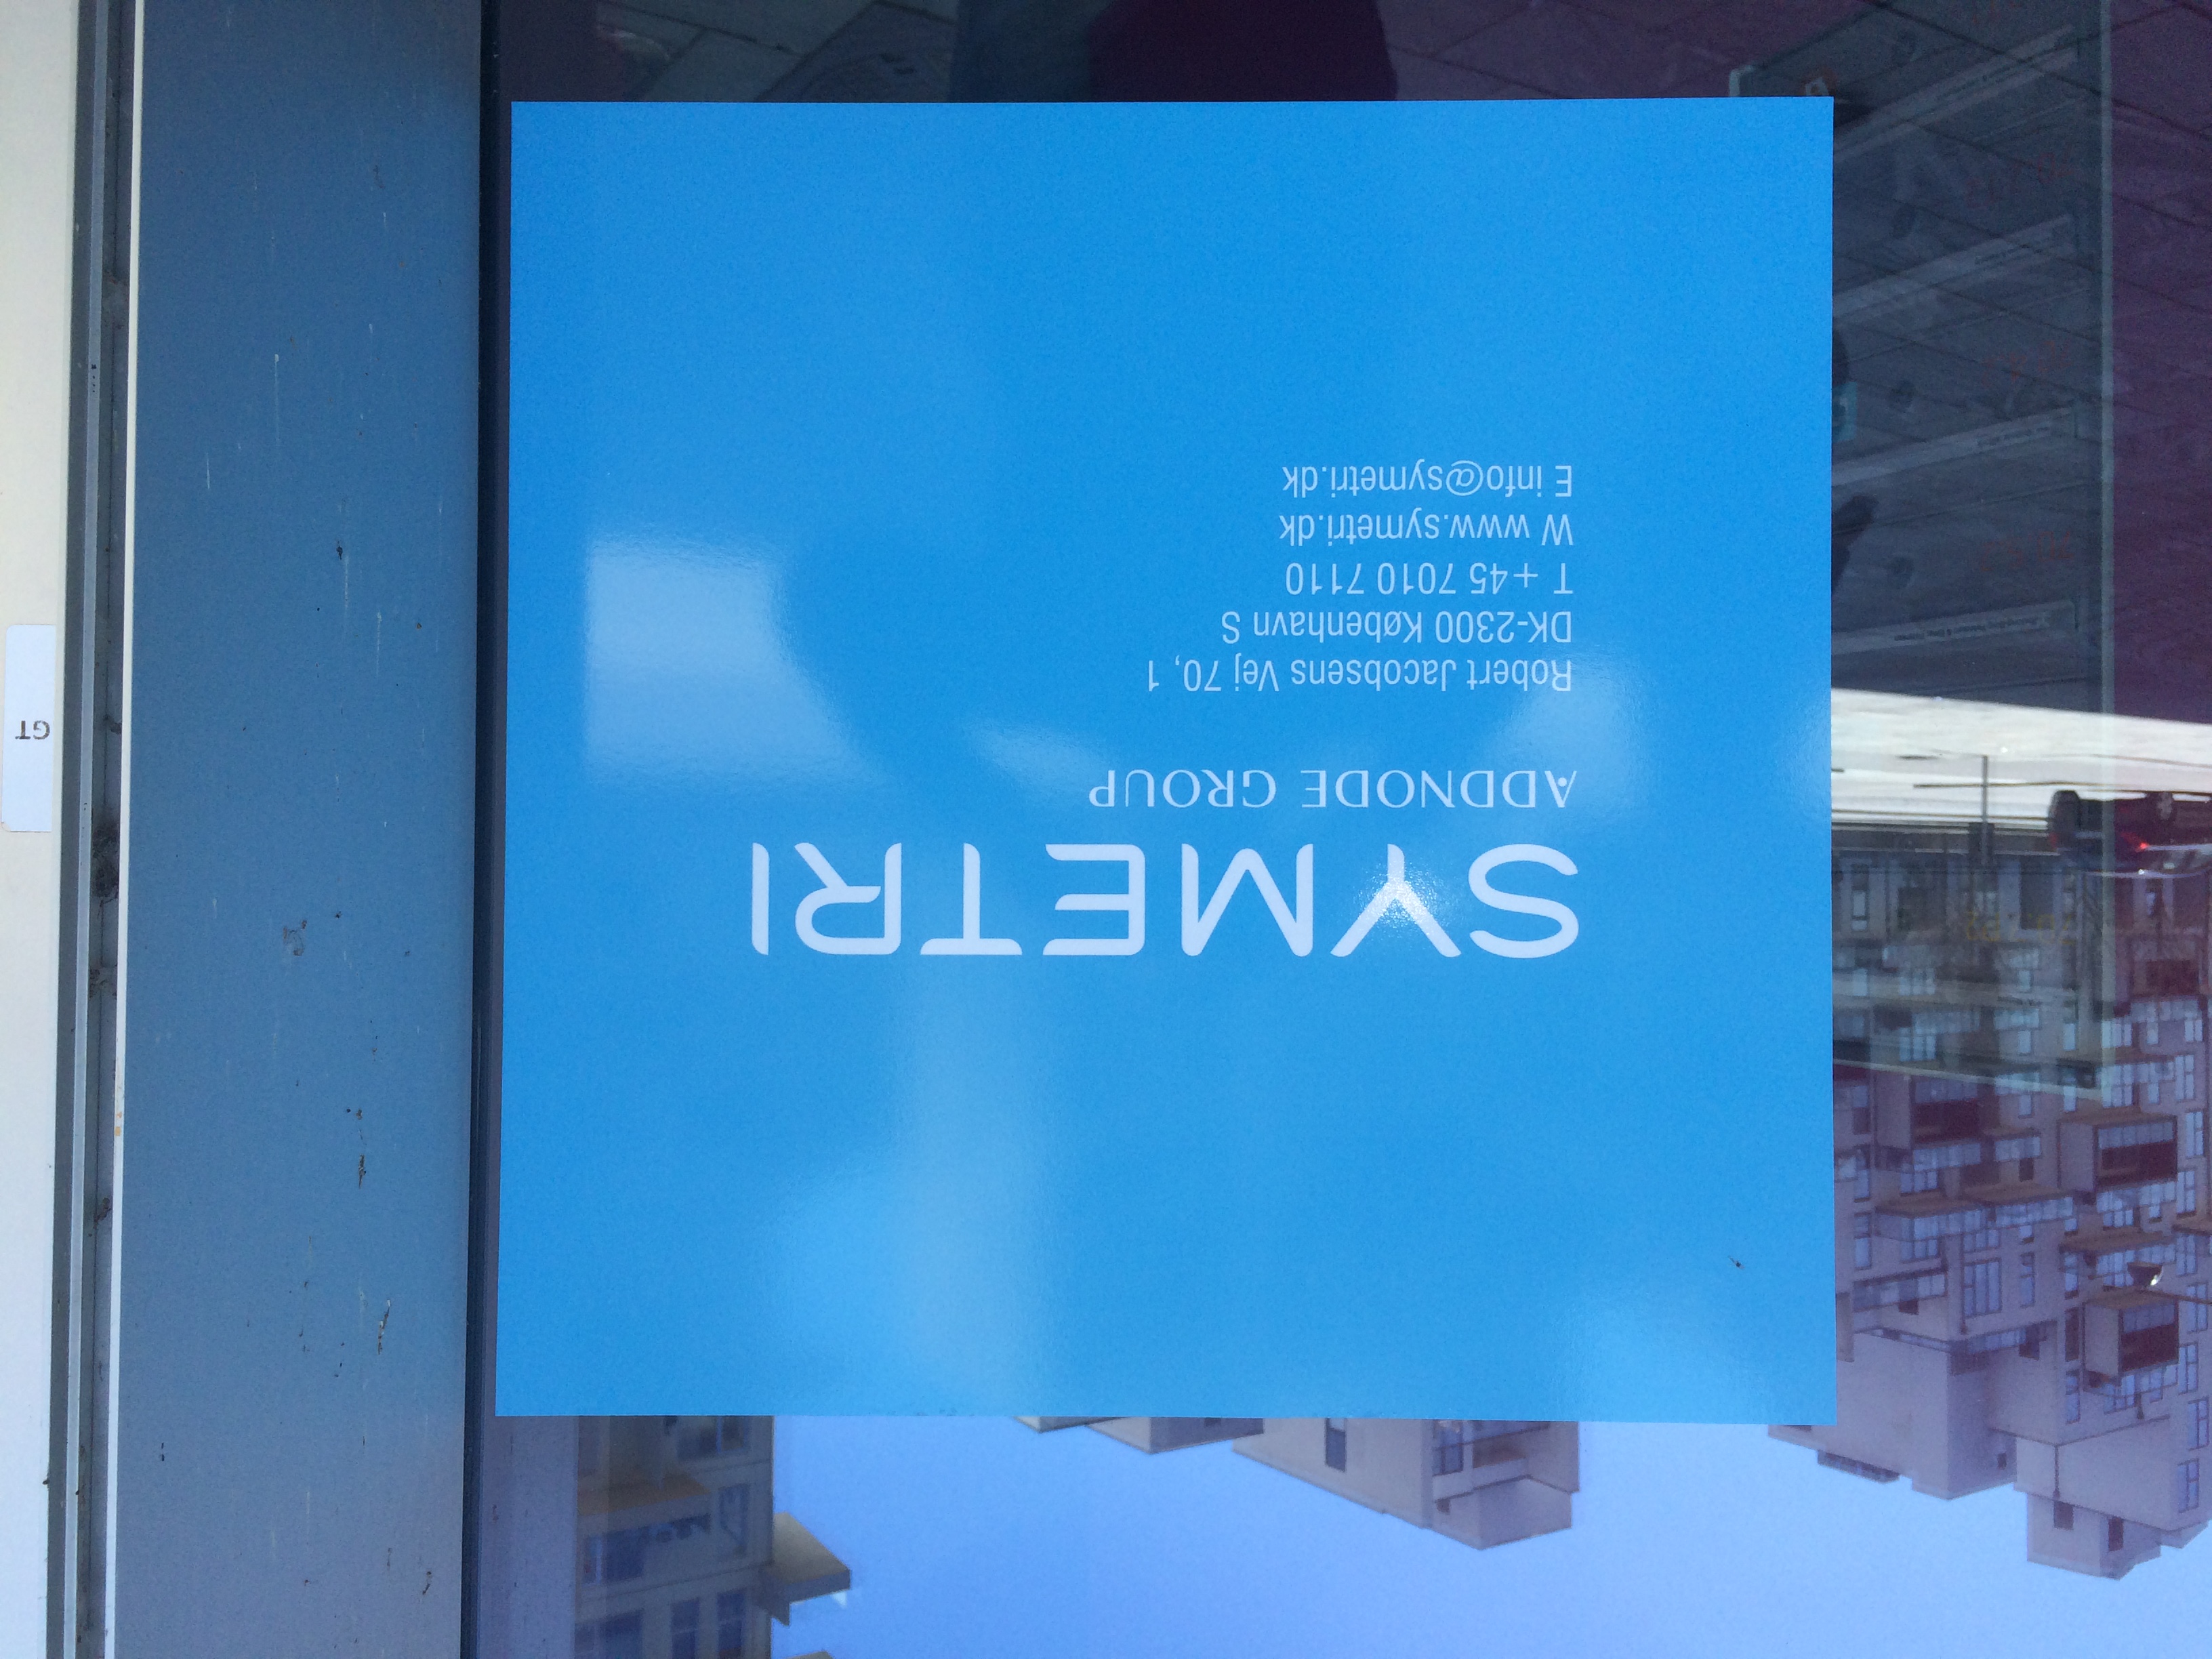 SYMETRI
ADDNODE GROUP
Robert Jacobsens Vej 70, 1
DK-2300 København S
T +45 7010 7110
W www.symetri.dk
E info@symetri.dk
GT